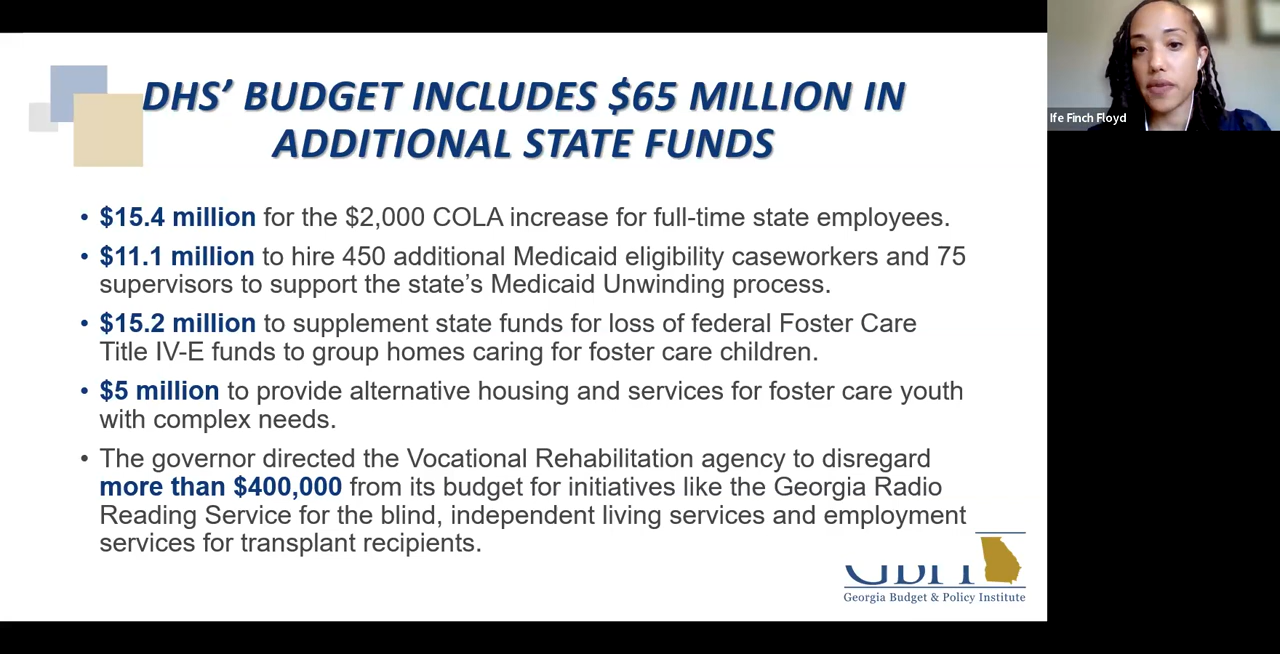 DHS' BUDGET INCLUDES $65 MILLION IN
ADDITIONAL STATE FUNDS
• $15.4 million for the $2,000 COLA increase for full-time state employees.
• $11.1 million to hire 450 additional Medicaid eligibility caseworkers and 75
supervisors to support the state's Medicaid Unwinding process.
• $15.2 million to supplement state funds for loss of federal Foster Care
Title IV-E funds to group homes caring for foster care children.
• $5 million to provide alternative housing and services for foster care youth
with complex needs.
• The governor directed the Vocational Rehabilitation agency to disregard
more than $400,000 from its budget for initiatives like the Georgia Radio
Reading Service for the blind, independent living services and employment
services for transplant recipients.
Georgia Budget & Policy Institute
Ife Finch Floyd